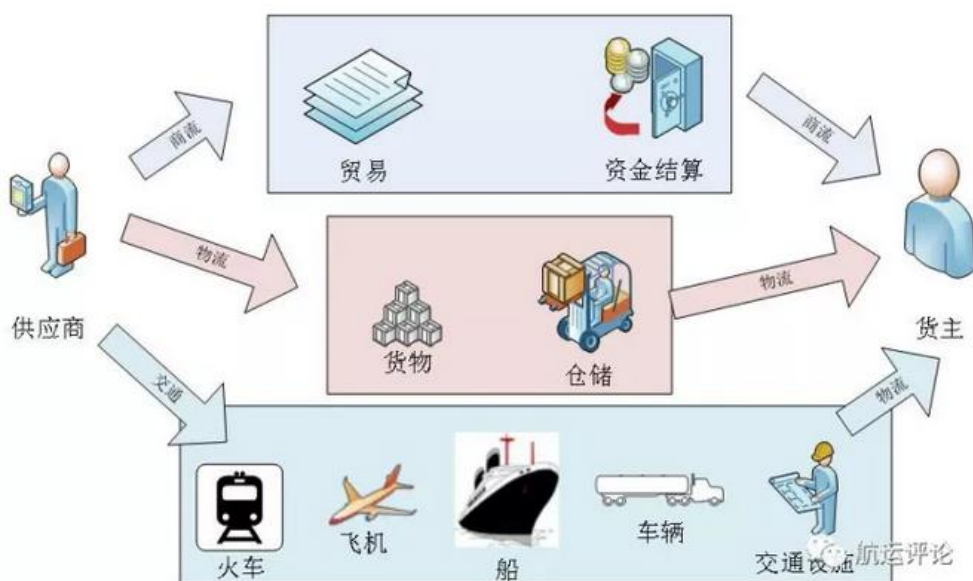 商流
贸易
资金结算
商流
供应商
物流
货物
仓储
物流
货主
交通
火车
飞机
船
车辆
交通设施
物流
航运评论